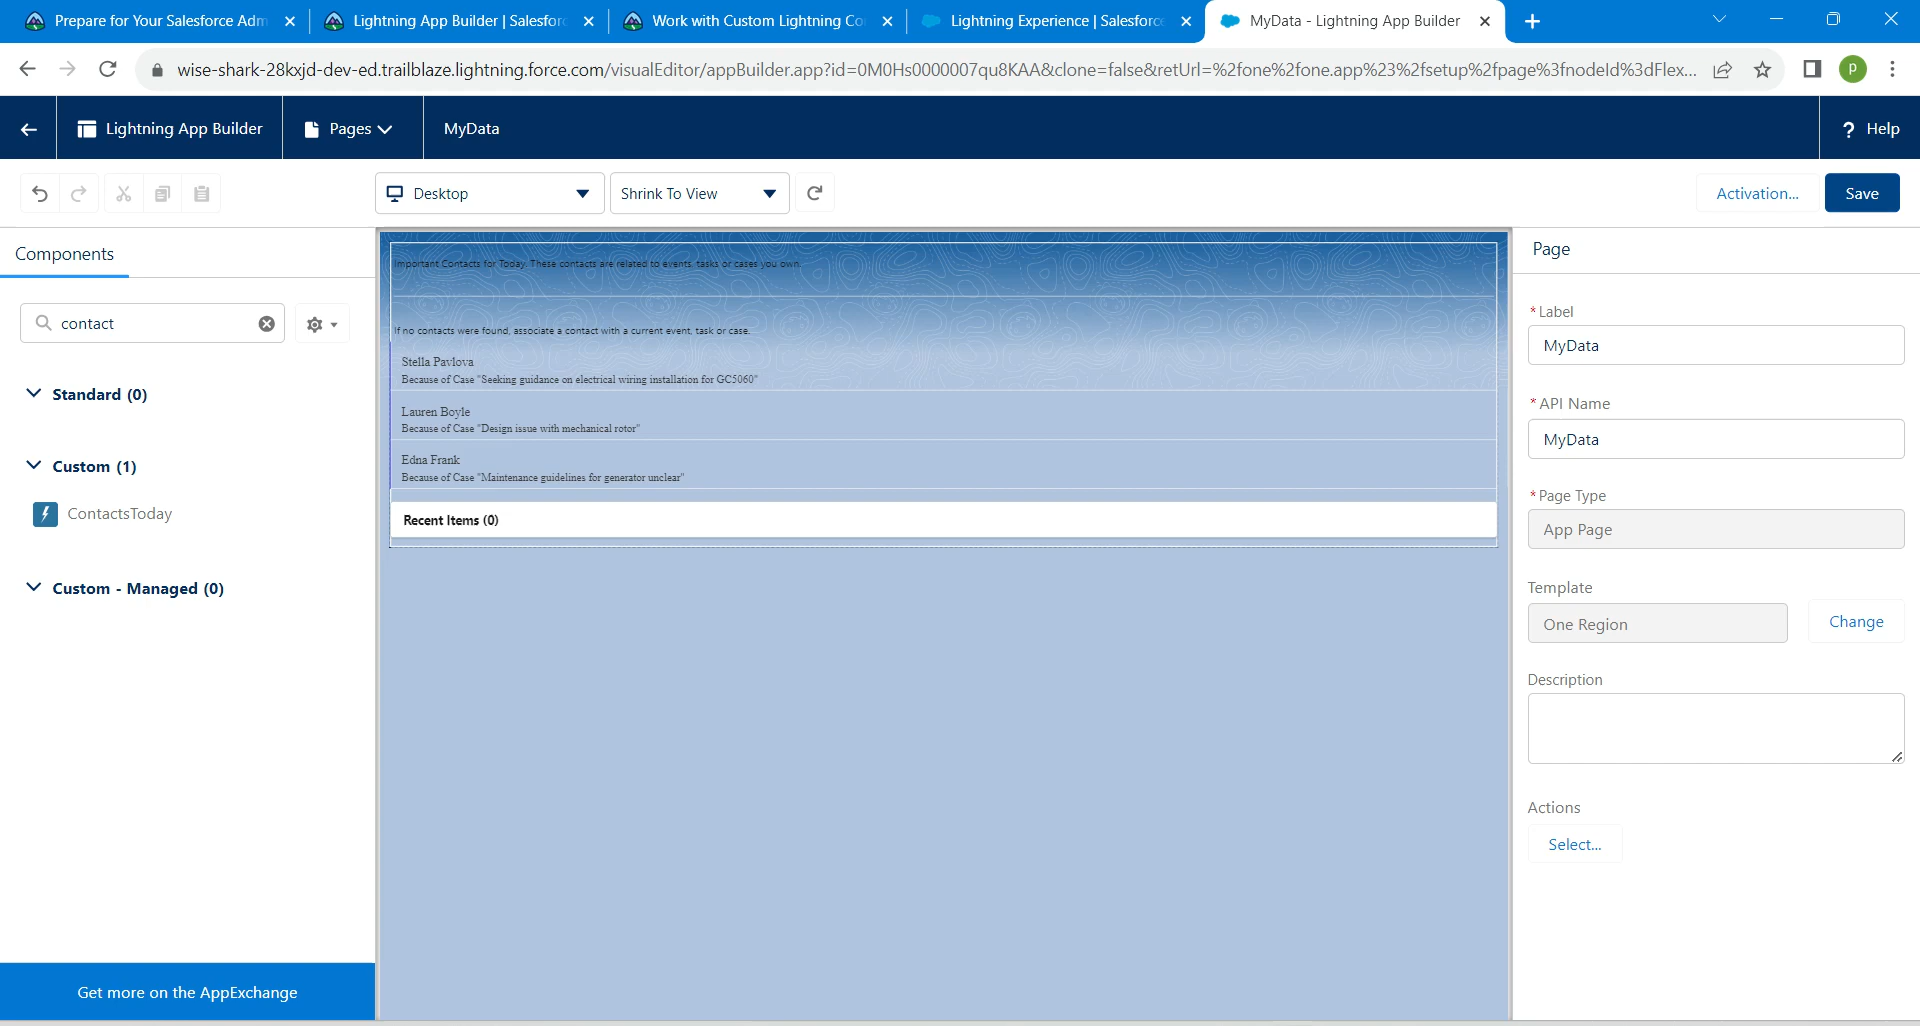 Prepare for Your Salesforce Adm
Lightning App Builder | Salesforc
Work with Custom Lightning Co
Lightning Experience | Salesforce
MyData - Lightning App Builder
wise-shark-28kxjd-dev-ed.trailblaze.lightning.force.com/visualEditor/appBuilder.app?id=0M0Hs0000007qu8KAA&clone=false&retUrl=%2fone%2fone.app%23%2fsetup%2fpage%3fnodeId%3dFlex...
P
Lightning App Builder
Pages
MyData
? Help
Desktop
Shrink To View
Activation...
Save
Components
contact
Standard (0)
Custom (1)
ContactsToday
Custom - Managed (0)
Get more on the AppExchange
Important Contacts for Today. These contacts are related to events, tasks or cases you own.
If no contacts were found, associate a contact with a current event, task or case.
Stella Pavlova
Because of Case "Seeking guidance on electrical wiring installation for GC5060"
Lauren Boyle
Because of Case "Design issue with mechanical rotor"
Edna Frank
Because of Case "Maintenance guidelines for generator unclear"
Recent Items (0)
Page
* Label
MyData
* API Name
MyData
* Page Type
App Page
Template
One Region
Change
Description
Actions
Select...